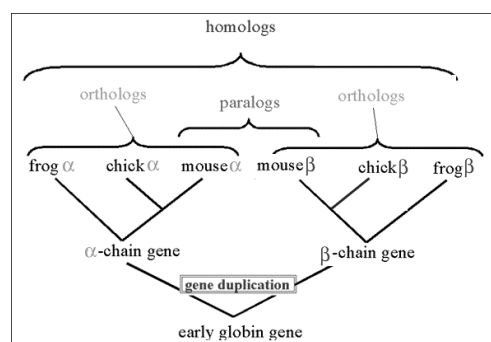 homologs
orthologs
paralogs
orthologs
frog α chick α mouse α mouse β chick β frog β
α-chain gene β-chain gene
gene duplication
early globin gene